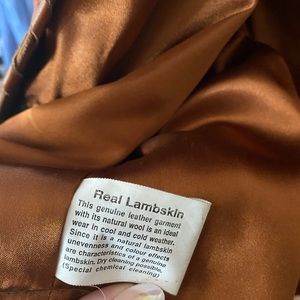 Real Lambskin
This genuine leather garment
with its natural wool is an ideal
wear in cool and cold weather.
Since it is a natural lambskin
unevenness and colour effects
are characteristics of a genuine
lambskin. Dry cleaning possible.
(Special chemical cleaning)